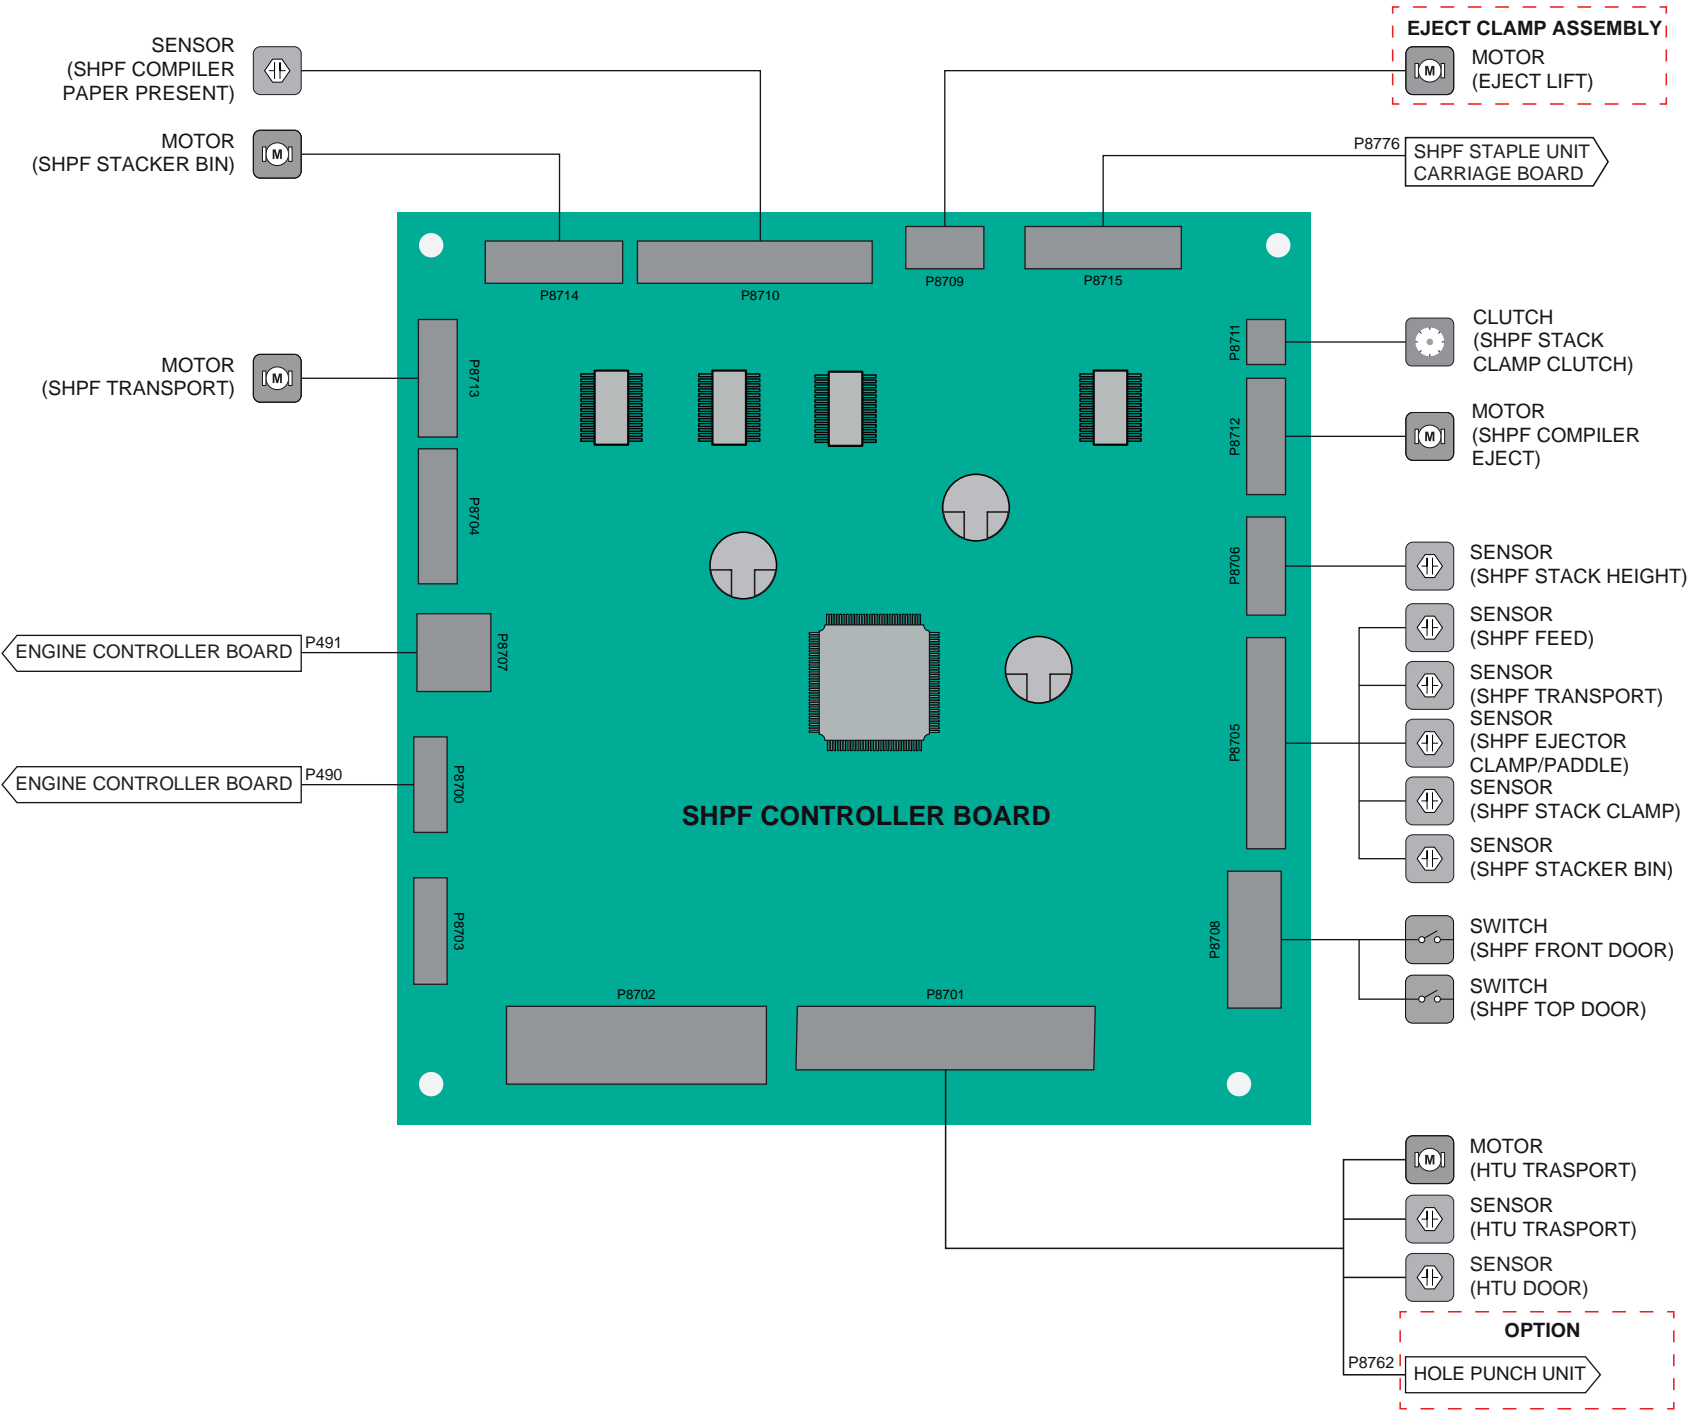 EJECT CLAMP ASSEMBLY
MOTOR
(EJECT LIFT)
SENSOR
(SHPF COMPILER
PAPER PRESENT)
MOTOR
(SHPF STACKER BIN)
P8776
SHPF STAPLE UNIT
CARRIAGE BOARD
P8714
P8710
P8709
P8715
MOTOR
(SHPF TRANSPORT)
P8713
P8704
ENGINE CONTROLLER BOARD
P491
P8707
ENGINE CONTROLLER BOARD
P490
P8700
P8703
SHPF CONTROLLER BOARD
P8711
CLUTCH
(SHPF STACK
CLAMP CLUTCH)
P8712
MOTOR
(SHPF COMPILER
EJECT)
P8706
SENSOR
(SHPF STACK HEIGHT)
P8705
SENSOR
(SHPF FEED)
SENSOR
(SHPF TRANSPORT)
SENSOR
(SHPF EJECTOR
CLAMP/PADDLE)
SENSOR
(SHPF STACK CLAMP)
SENSOR
(SHPF STACKER BIN)
P8708
SWITCH
(SHPF FRONT DOOR)
SWITCH
(SHPF TOP DOOR)
P8702
P8701
MOTOR
(HTU TRASPORT)
SENSOR
(HTU TRASPORT)
SENSOR
(HTU DOOR)
OPTION
P8762
HOLE PUNCH UNIT
M
M
M
M
M